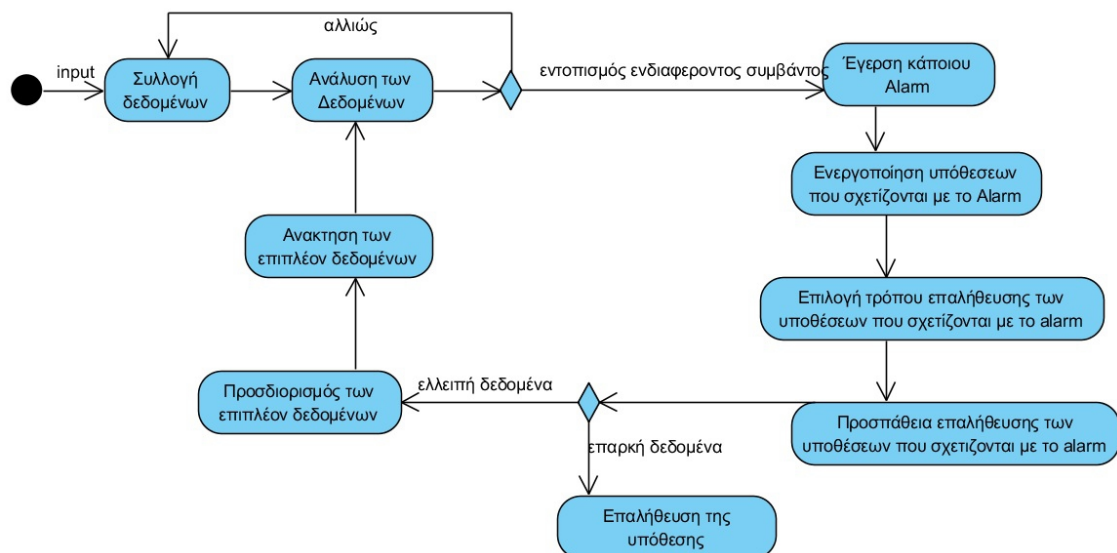 αλλιώς
input
Συλλογή
δεδομένων
Ανάλυση των
Δεδομένων
εντοπισμός ενδιαφεροντος συμβάντος
Έγερση κάποιου
Alarm
Ενεργοποίηση υπόθεσεων
που σχετίζονται με το Alarm
Ανακτηση των
επιπλέον δεδομένων
Επιλογή τρόπου επαλήθευσης των
υποθέσεων που σχετίζονται με το alarm
Προσδιορισμός των
επιπλέον δεδομένων
ελλειπή δεδομένα
Προσπάθεια επαλήθευσης των
υποθέσεων που σχετιζονται με το alarm
επαρκή δεδομένα
Επαλήθευση της
υπόθεσης